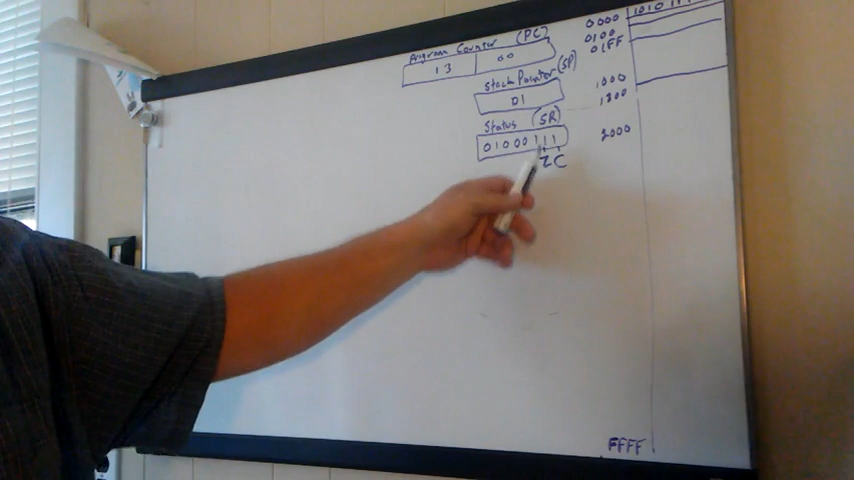 Program Counter (PC)
13 00
Stack Pointer (SP)
01
Status (SR)
01000111
ZC
0000
0100
01FF
1000
1300
2000
FFFF